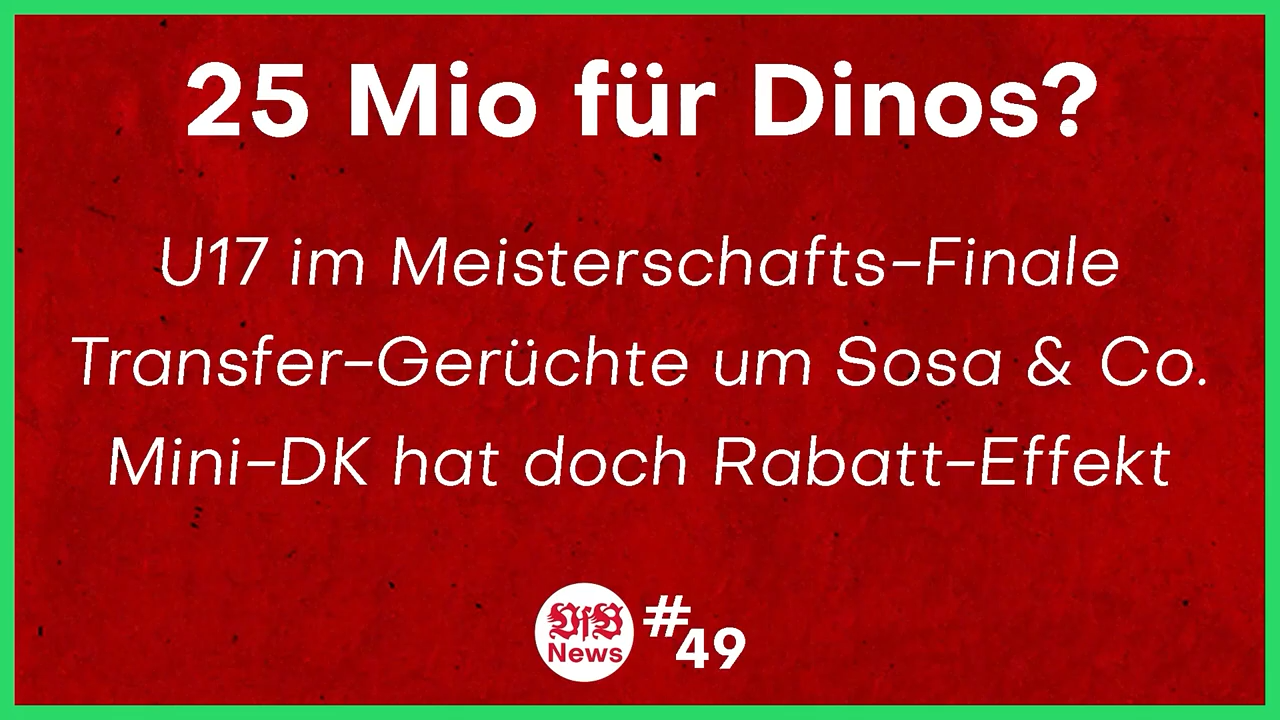 25 Mio für Dinos?
U17 im Meisterschafts-Finale
Transfer-Gerüchte um Sosa & Co.
Mini-DK hat doch Rabatt-Effekt
VfB
News
#49